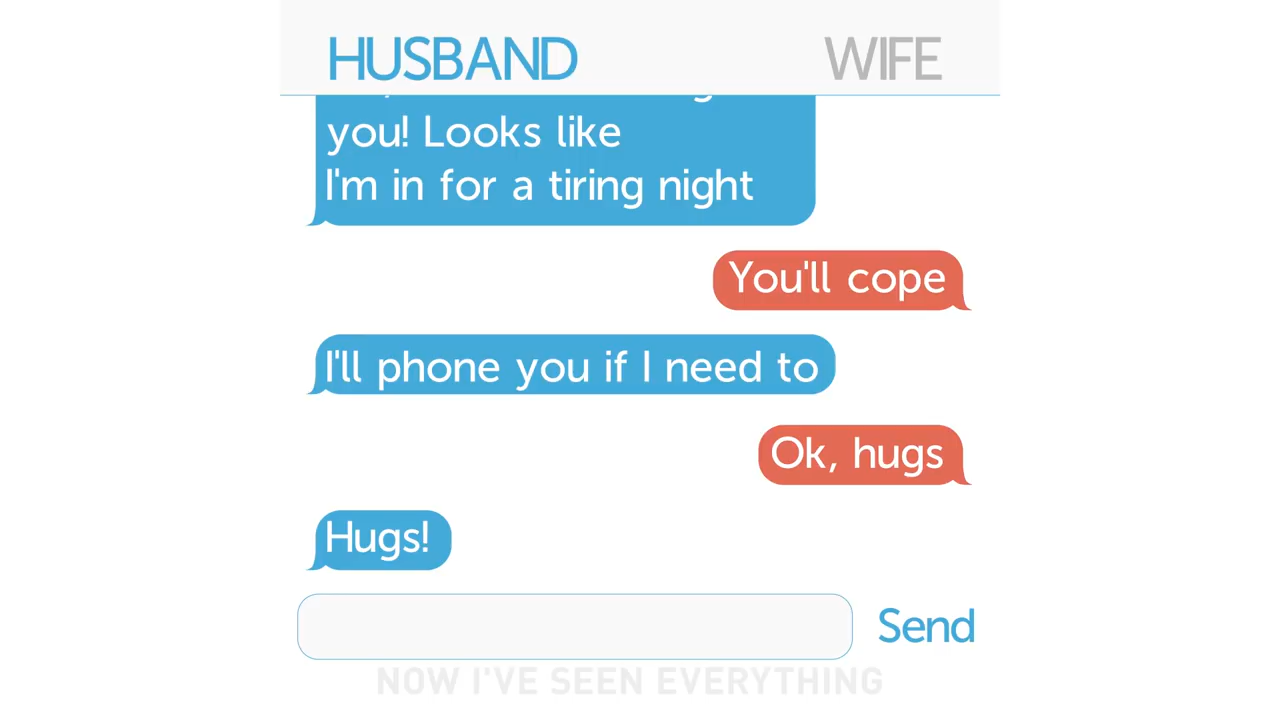 HUSBAND WIFE
you! Looks like
I'm in for a tiring night
You'll cope
I'll phone you if I need to
Ok, hugs
Hugs!
Send
NOW I'VE SEEN EVERYTHING